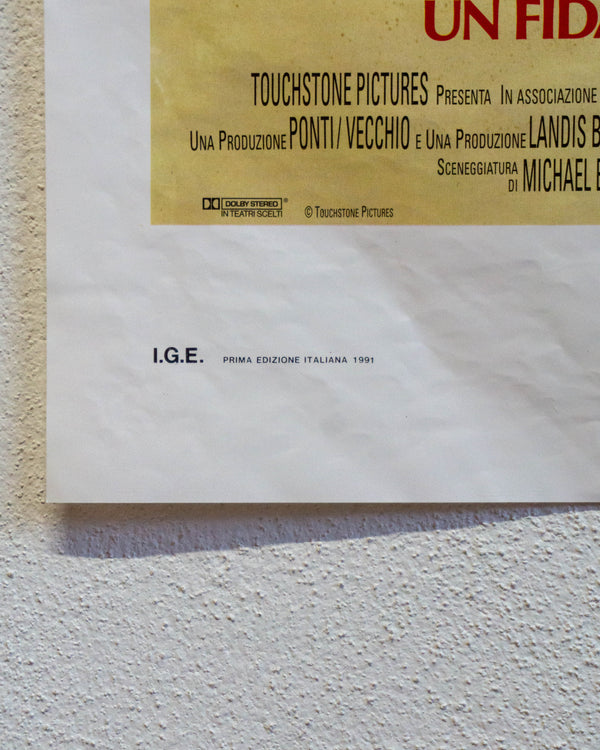 UN FIDA
TOUCHSTONE PICTURES PRESENTA IN ASSOCIAZIONE
UNA PRODUZIONE PONTI / VECCHIO E UNA PRODUZIONE LANDIS B
SCENEGGIATURA DI MICHAEL
DOLBY STEREO® IN TEATRI SCELTI © TOUCHSTONE PICTURES
I.G.E. PRIMA EDIZIONE ITALIANA 1991